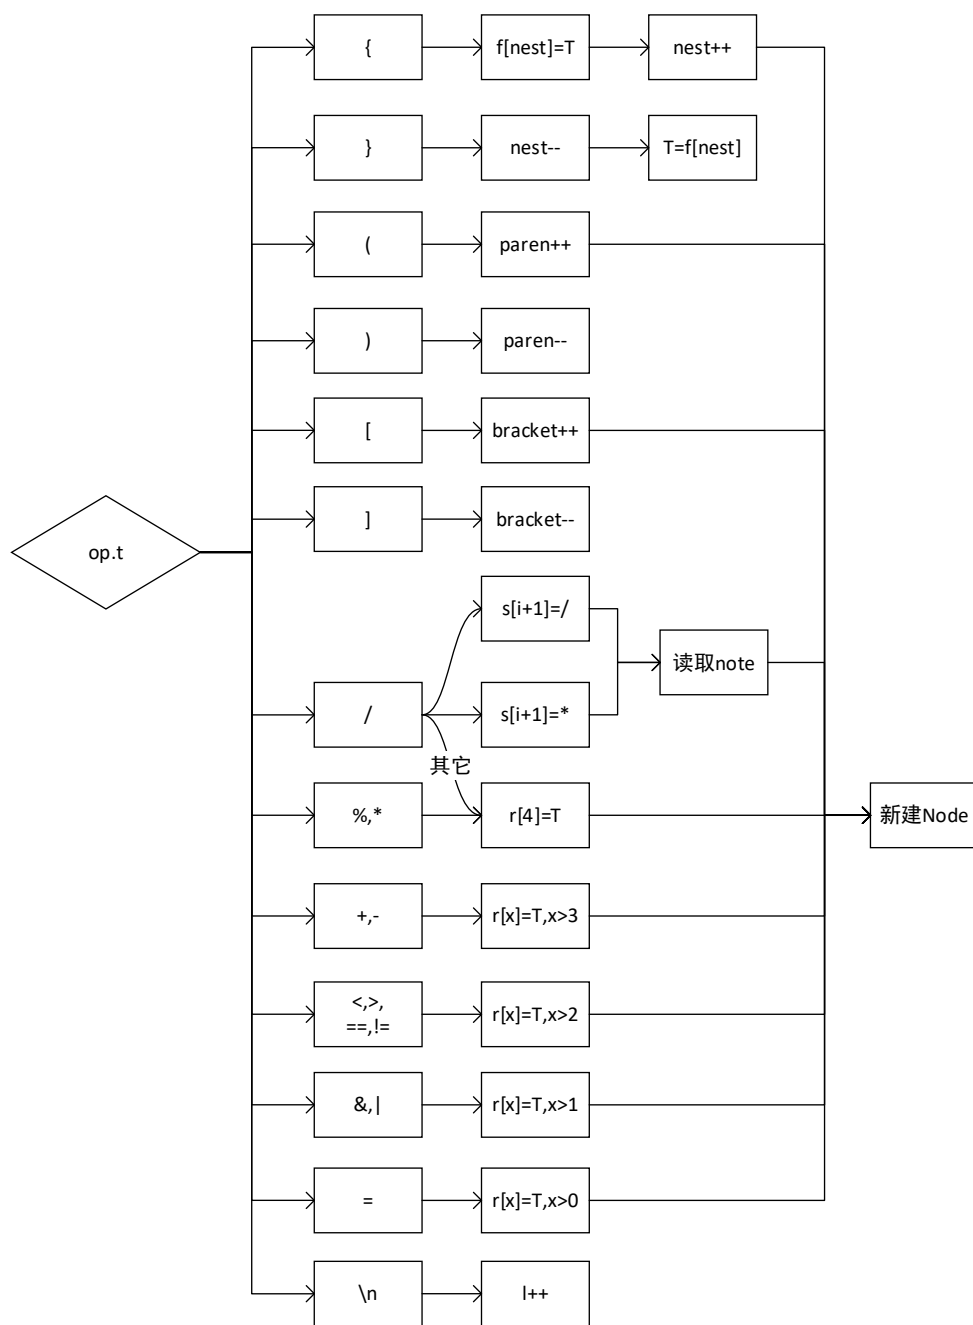 {
f[nest]=T
nest++
}
nest--
T=f[nest]
(
paren++
)
paren--
[
bracket++
]
bracket--
op.t
s[i+1]=/
读取note
/
s[i+1]=*
其它
%,*
r[4]=T
新建Node
+,-
r[x]=T,x>3
<,>,
==,!=
r[x]=T,x>2
&,|
r[x]=T,x>1
=
r[x]=T,x>0
\n
l++